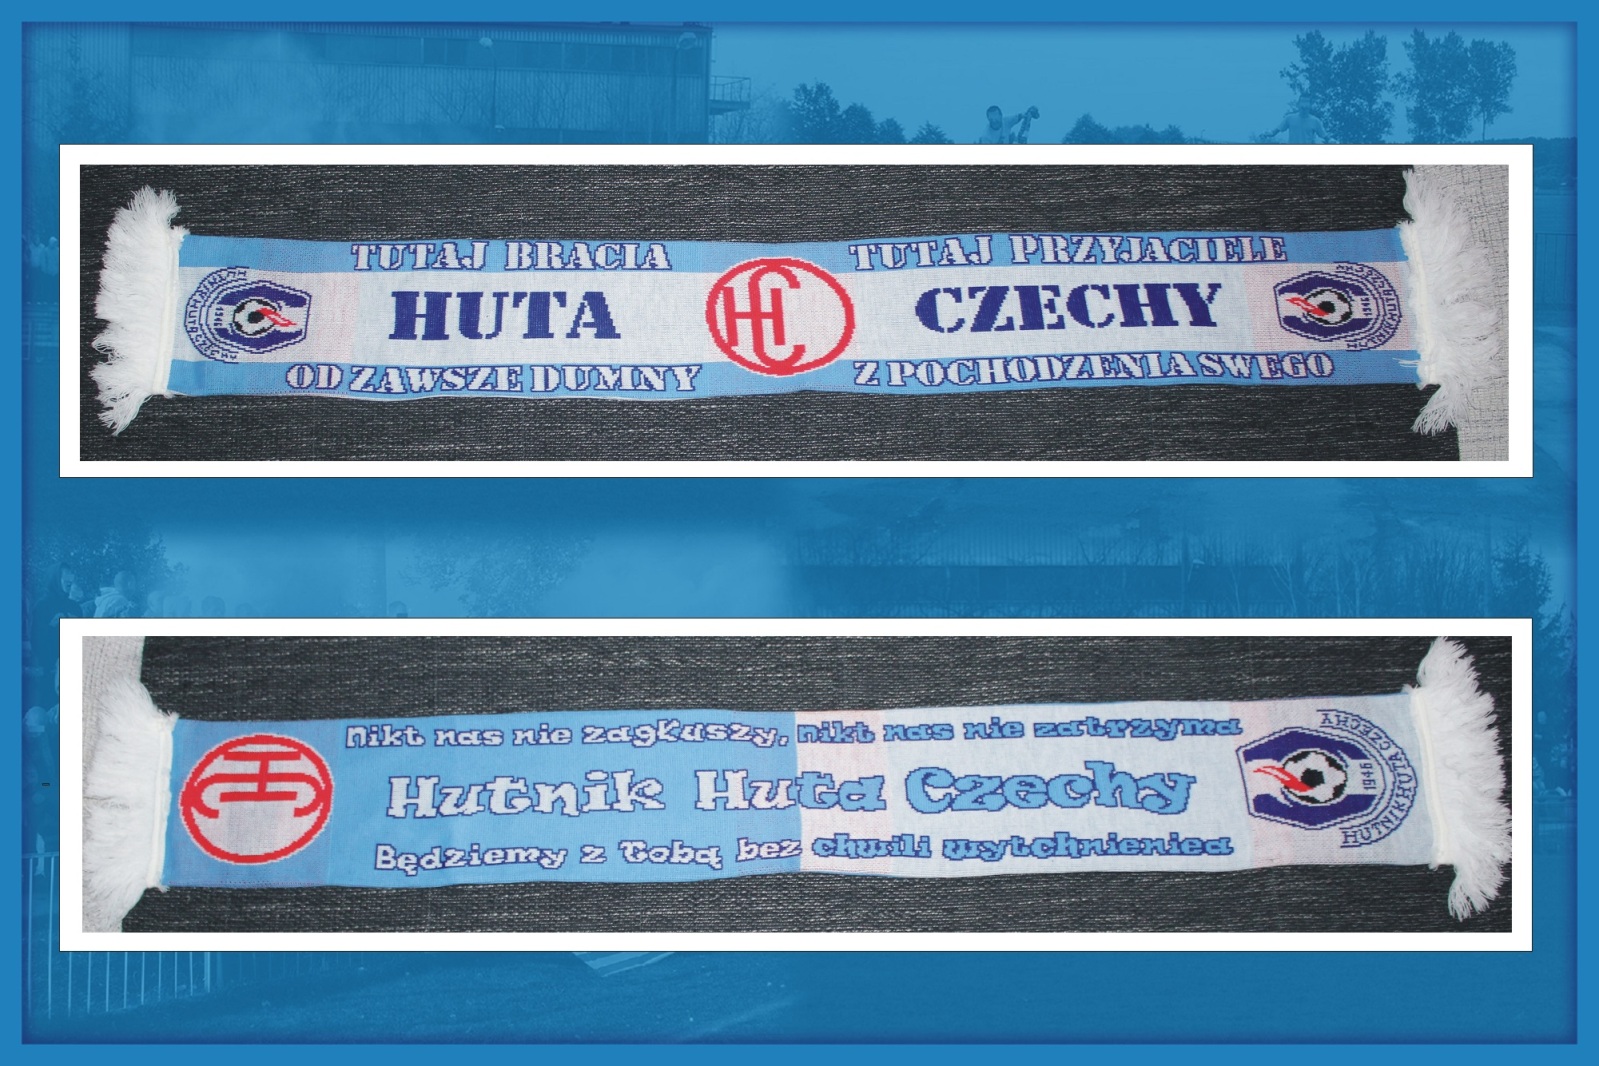 TUTAJ BRACIA TUTAJ PRZYJACIELE
HUTA HC CZECHY
OD ZAWSZE DUMNY Z POCHODZENIA SWEGO
Nikt nas nie zagłuszy, nikt nas nie zatrzyma
Hutnik Huta Czechy
Będziemy z Tobą bez chwili wytchnieniea
HUTNIK HUTA CZECHY
1946